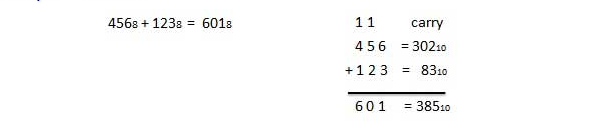 456₈ + 123₈ = 601₈
1 1 carry
4 5 6 = 302₁₀
+ 1 2 3 = 83₁₀
6 0 1 = 385₁₀